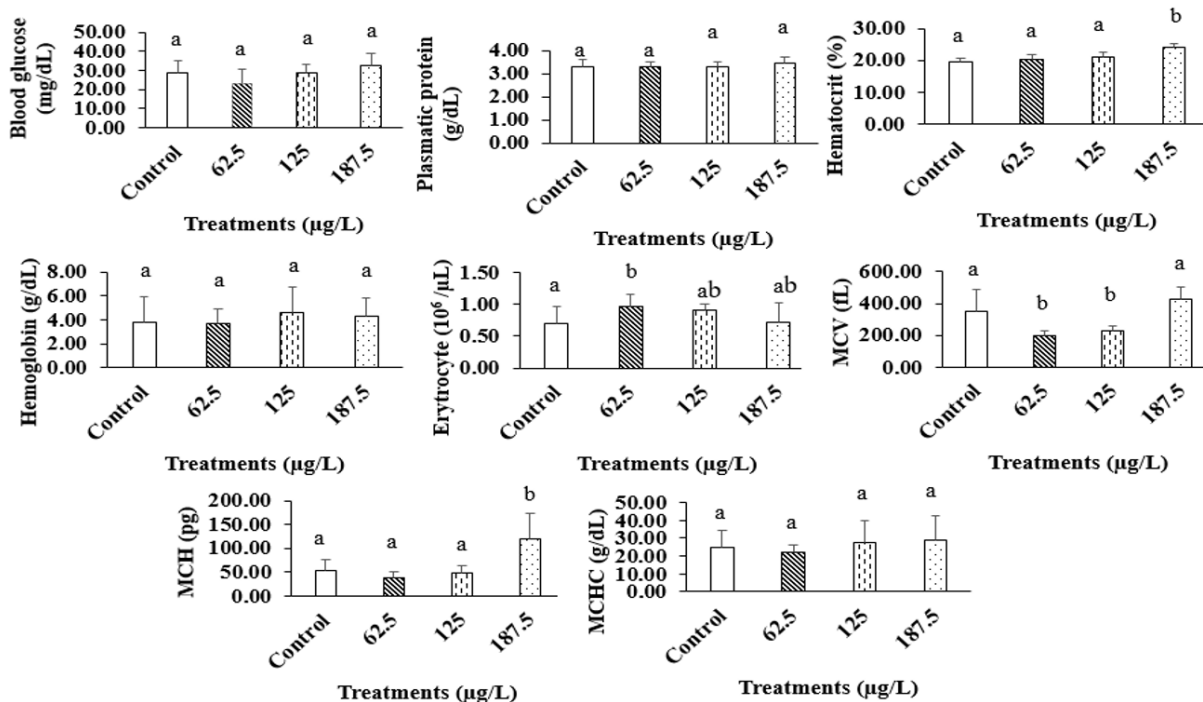 Blood glucose
(mg/dL)
50.00
40.00
30.00
20.00
10.00
0.00
a
a
a
a
Control
62.5
125
187.5
Treatments (µg/L)
Plasmatic protein
(g/dL)
4.00
3.00
2.00
1.00
0.00
a
a
a
a
Control
62.5
125
187.5
Treatments (µg/L)
Hematocrit (%)
30.00
20.00
10.00
0.00
a
a
a
b
Control
62.5
125
187.5
Treatments (µg/L)
Hemoglobin (g/dL)
8.00
6.00
4.00
2.00
0.00
a
a
a
a
Control
62.5
125
187.5
Treatments (µg/L)
Erytrocyte (10⁶ /µL)
1.50
1.00
0.50
0.00
a
b
ab
ab
Control
62.5
125
187.5
Treatments (µg/L)
MCV (fL)
600.00
400.00
200.00
0.00
a
b
b
a
Control
62.5
125
187.5
Treatments (µg/L)
MCH (pg)
200.00
150.00
100.00
50.00
0.00
a
a
a
b
Control
62.5
125
187.5
Treatments (µg/L)
MCHC (g/dL)
50.00
40.00
30.00
20.00
10.00
0.00
a
a
a
a
Control
62.5
125
187.5
Treatments (µg/L)